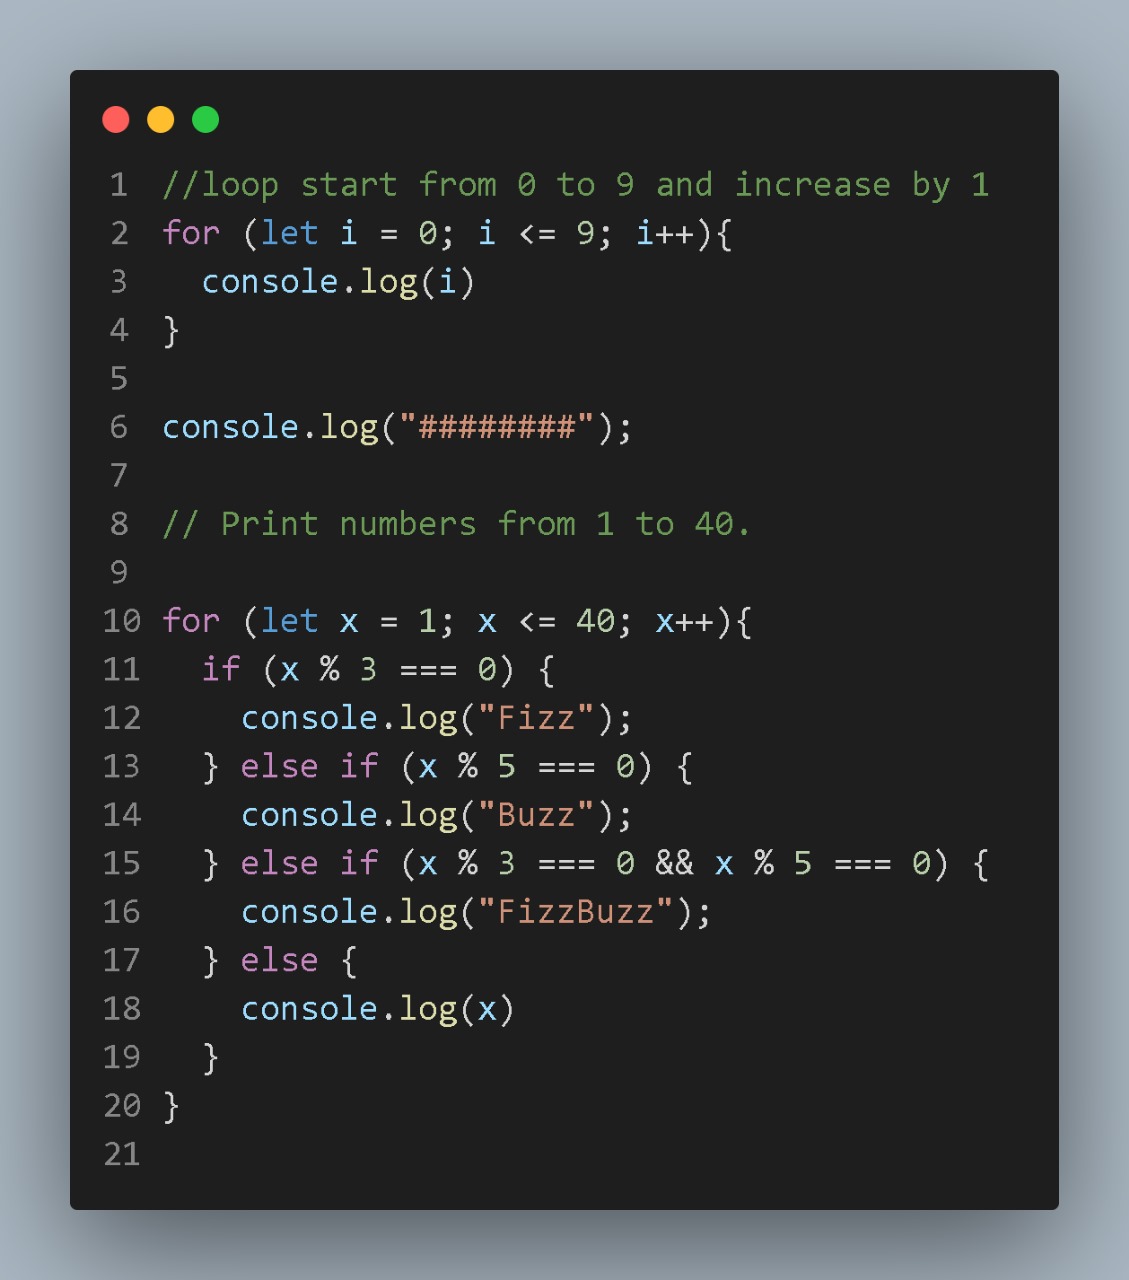 1 //loop start from 0 to 9 and increase by 1
2 for (let i = 0; i <= 9; i++){
3   console.log(i)
4 }
5
6 console.log("########");
7
8 // Print numbers from 1 to 40.
9
10 for (let x = 1; x <= 40; x++){
11   if (x % 3 === 0) {
12     console.log("Fizz");
13   } else if (x % 5 === 0) {
14     console.log("Buzz");
15   } else if (x % 3 === 0 && x % 5 === 0) {
16     console.log("FizzBuzz");
17   } else {
18     console.log(x)
19   }
20 }
21